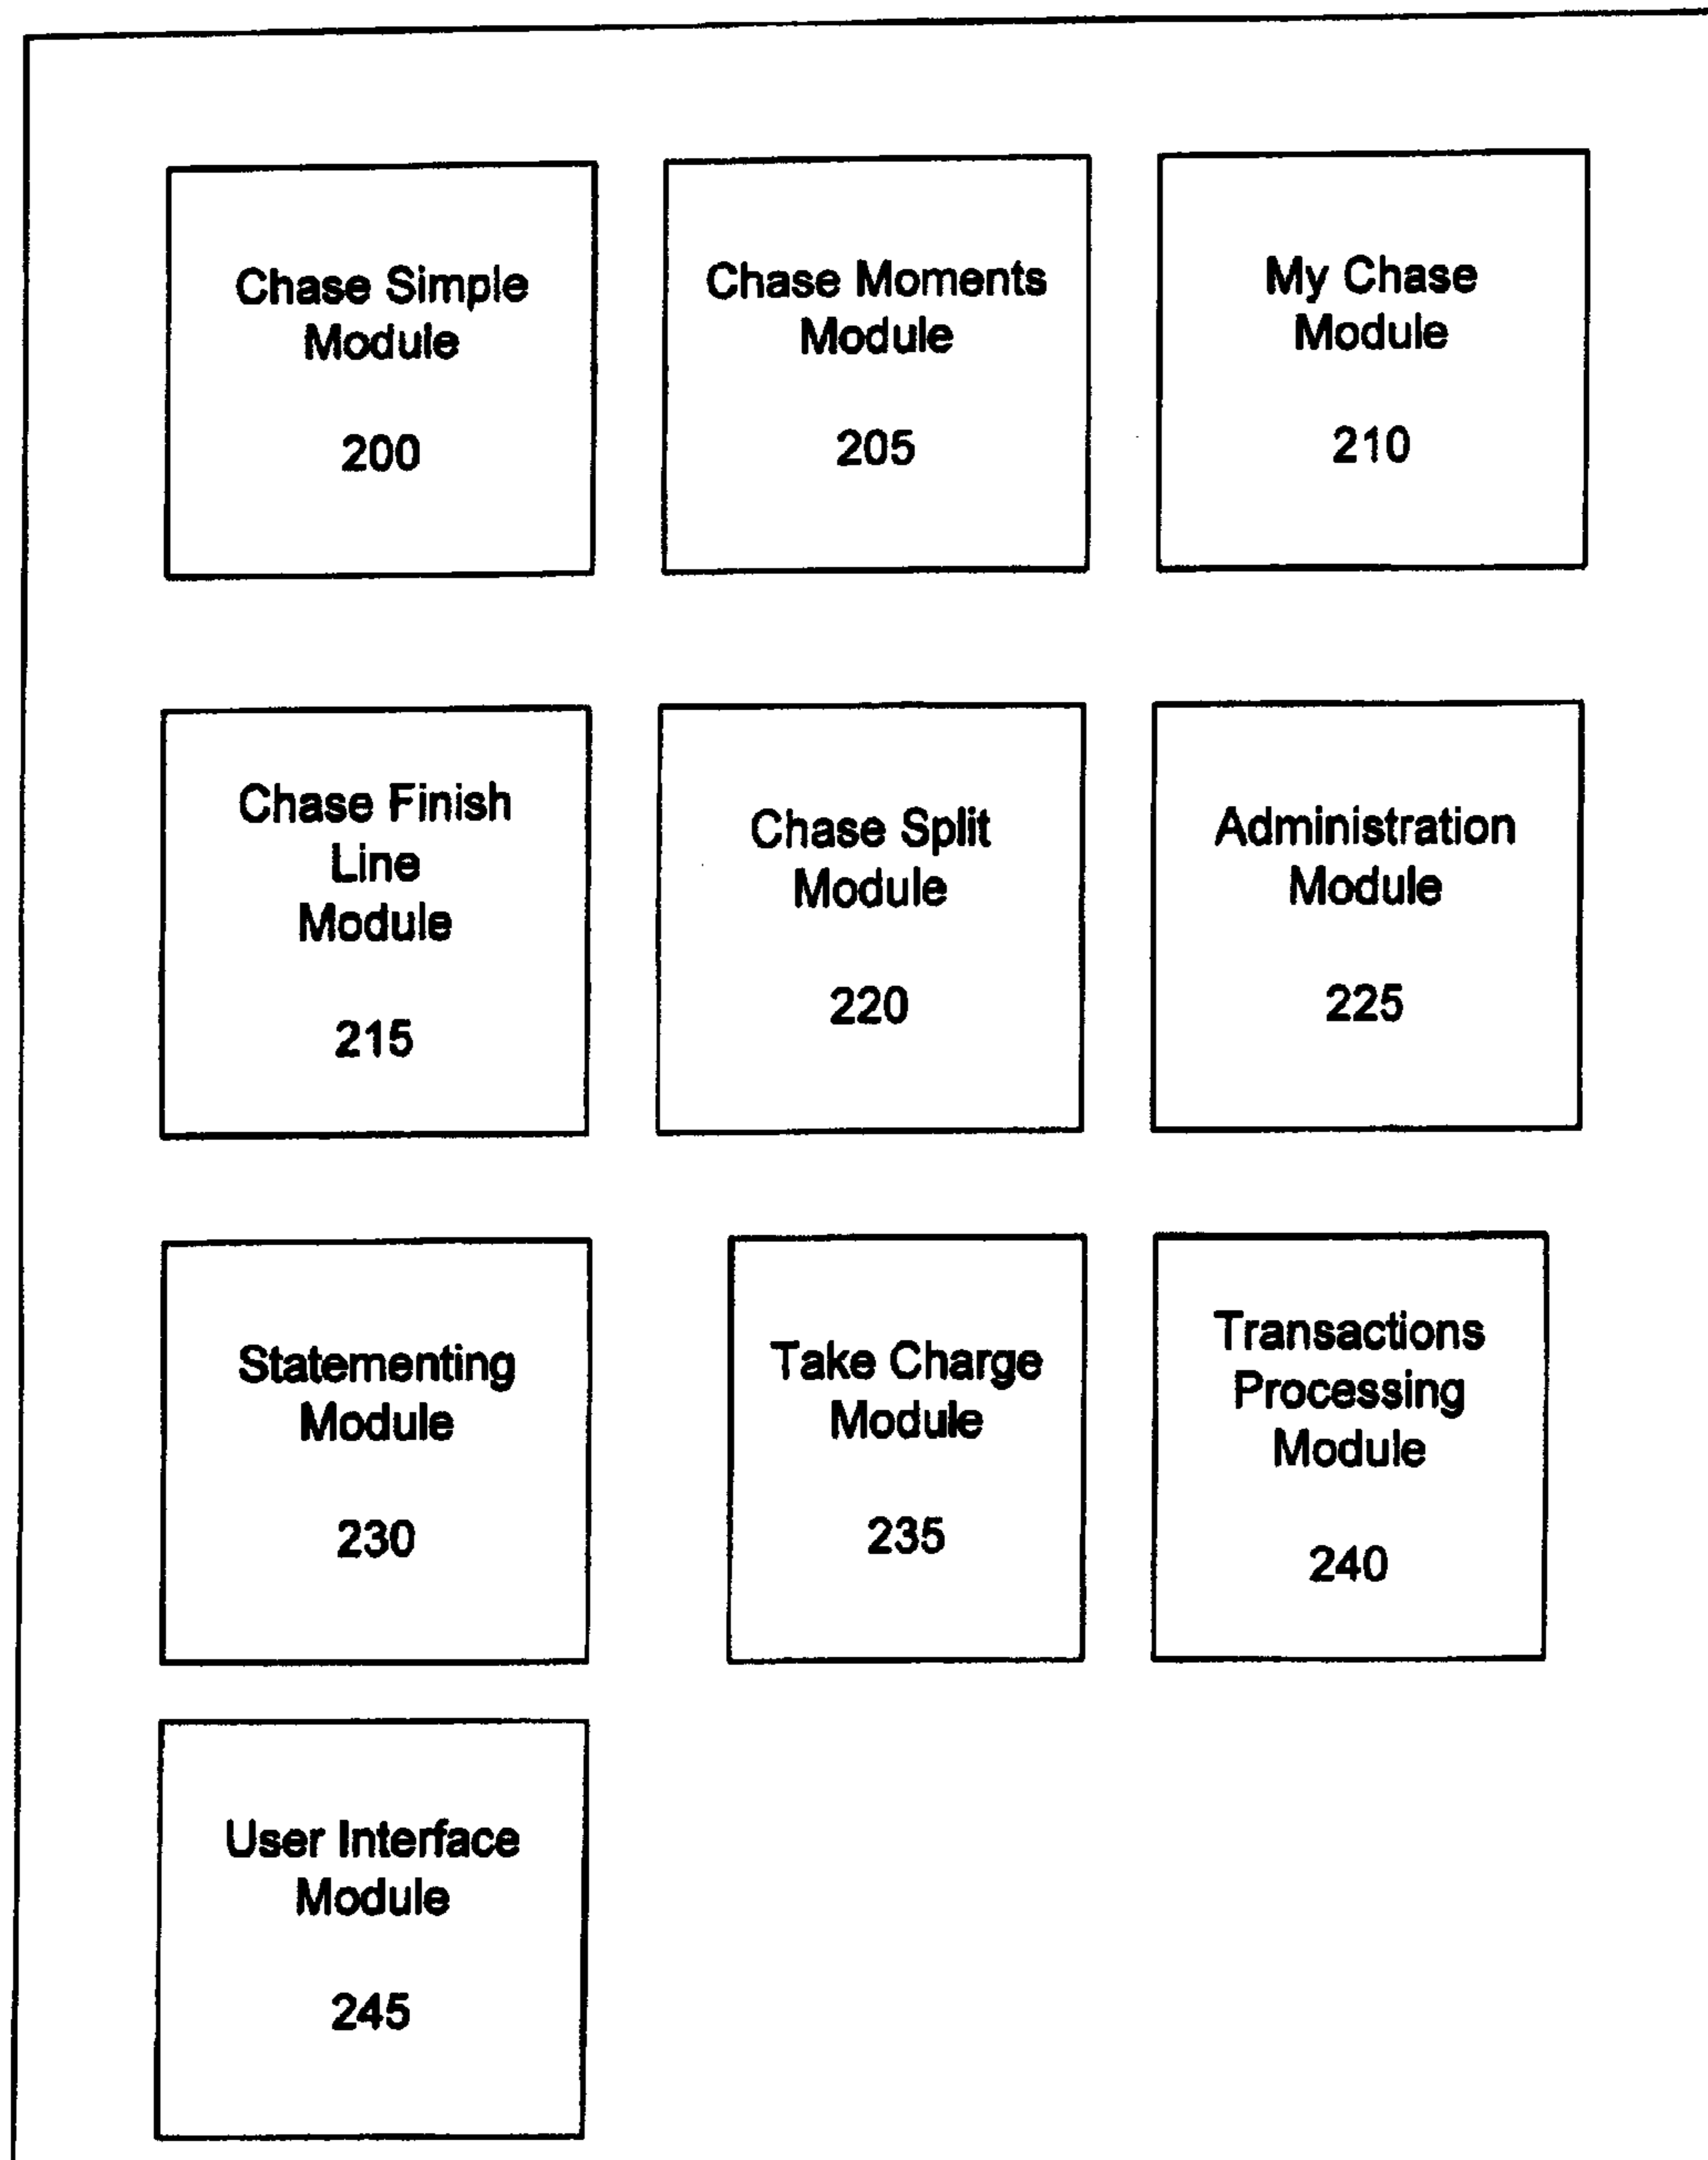 Chase Simple
Module
200
Chase Moments
Module
205
My Chase
Module
210
Chase Finish
Line
Module
215
Chase Split
Module
220
Administration
Module
225
Statementing
Module
230
Take Charge
Module
235
Transactions
Processing
Module
240
User Interface
Module
245